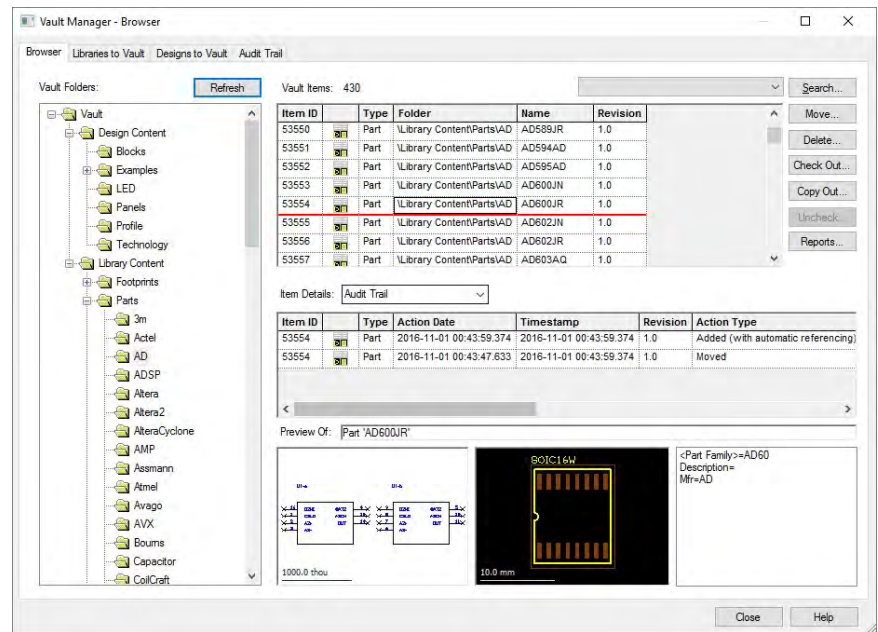 Vault Manager - Browser
Browser Libraries to Vault Designs to Vault Audit Trail
Vault Folders: Refresh Vault Items: 430 Search...
Vault
Design Content
Blocks
Examples
LED
Panels
Profile
Technology
Library Content
Footprints
Parts
3m
Actel
AD
ADSP
Altera
Altera2
AlteraCyclone
AMP
Assmann
Atmel
Avago
AVX
Bourns
Capacitor
CoilCraft
Item ID Type Folder Name Revision
53550 Part \Library Content\Parts\AD AD589JR 1.0
53551 Part \Library Content\Parts\AD AD594AD 1.0
53552 Part \Library Content\Parts\AD AD595AD 1.0
53553 Part \Library Content\Parts\AD AD600JN 1.0
53554 Part \Library Content\Parts\AD AD600JR 1.0
53555 Part \Library Content\Parts\AD AD602JN 1.0
53556 Part \Library Content\Parts\AD AD602JR 1.0
53557 Part \Library Content\Parts\AD AD603AQ 1.0
Move...
Delete...
Check Out...
Copy Out...
Uncheck...
Reports...
Item Details: Audit Trail
Item ID Type Action Date Timestamp Revision Action Type
53554 Part 2016-11-01 00:43:59.374 2016-11-01 00:43:59.374 1.0 Added (with automatic referencing)
53554 Part 2016-11-01 00:43:47.633 2016-11-01 00:43:59.374 1.0 Moved
Preview Of: Part 'AD600JR'
1000.0 thou
SOIC16W
10.0 mm
<Part Family>=AD60
Description=
Mfr=AD
Close Help